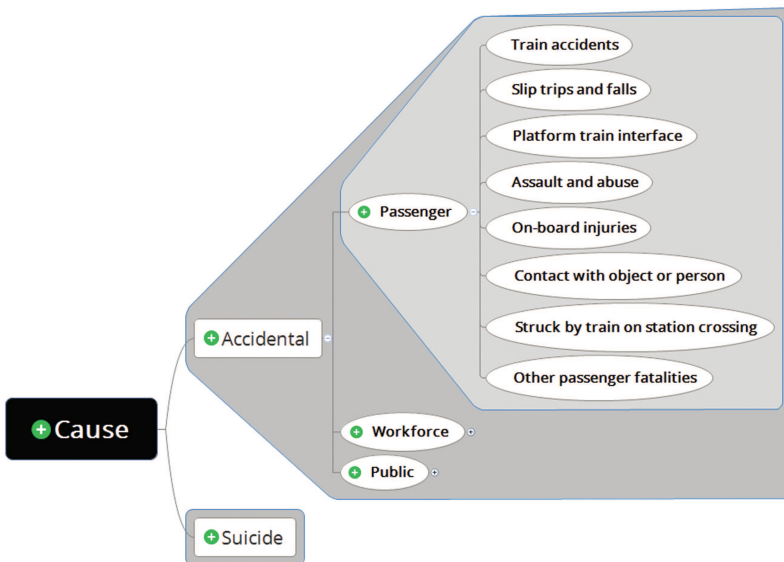 Train accidents
Slip trips and falls
Platform train interface
Assault and abuse
Passenger
On-board injuries
Contact with object or person
Struck by train on station crossing
Accidental
Other passenger fatalities
Cause
Workforce
Public
Suicide